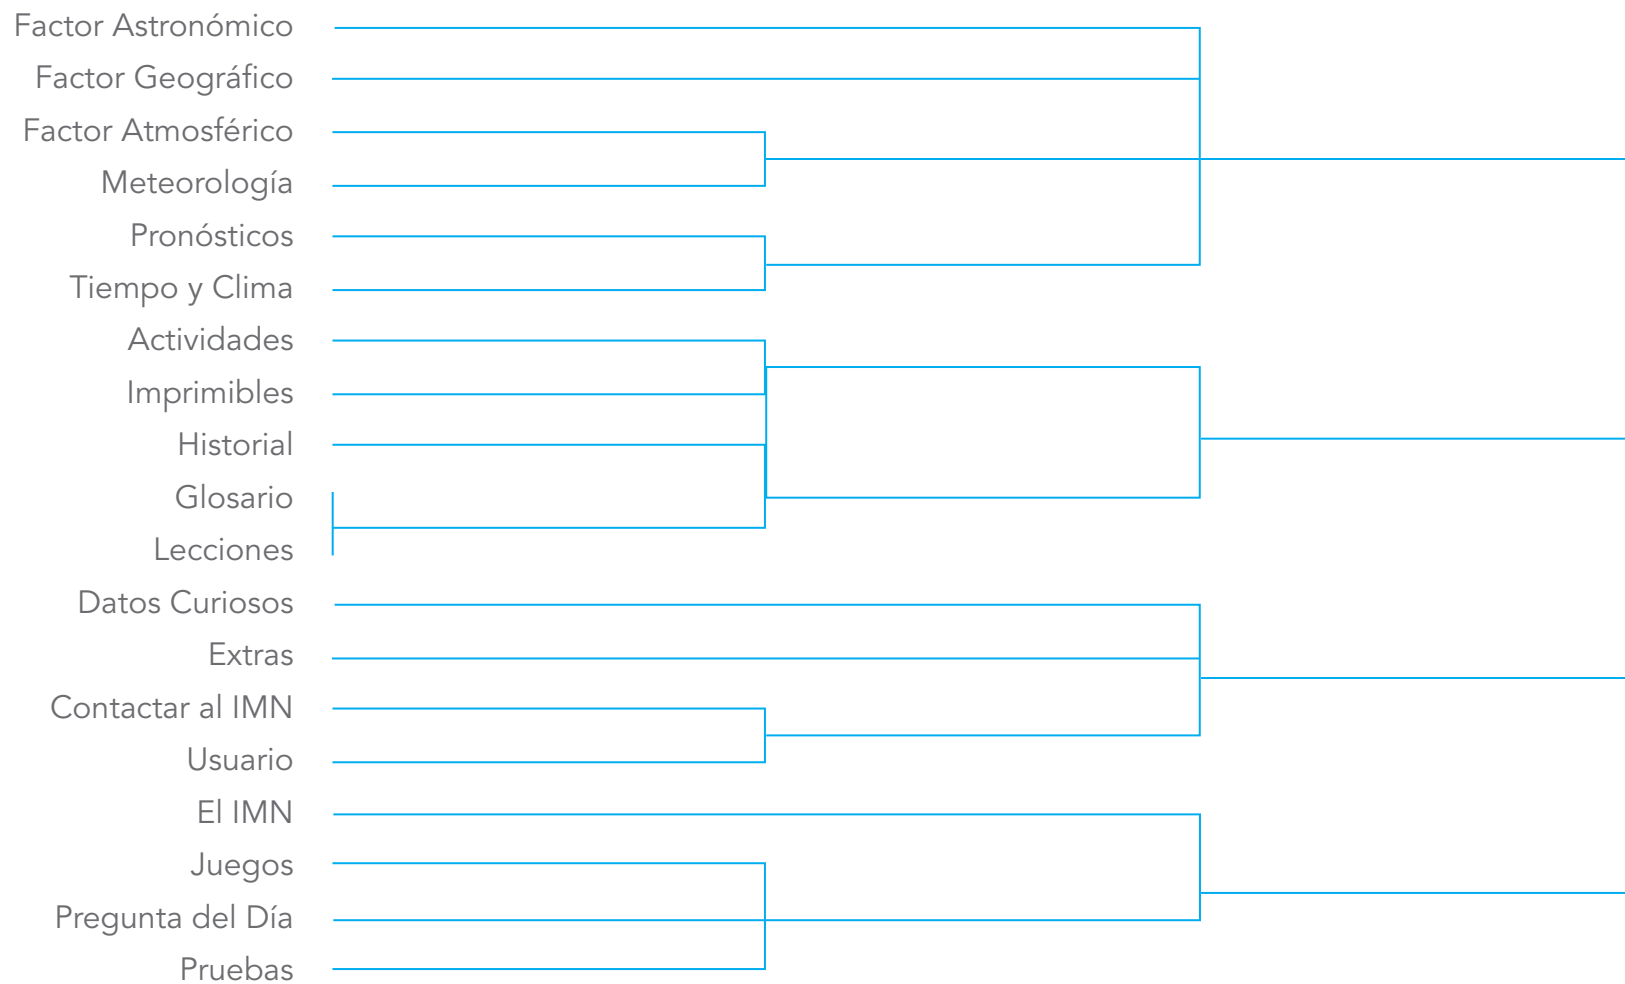 Factor Astronómico
Factor Geográfico
Factor Atmosférico
Meteorología
Pronósticos
Tiempo y Clima
Actividades
Imprimibles
Historial
Glosario
Lecciones
Datos Curiosos
Extras
Contactar al IMN
Usuario
El IMN
Juegos
Pregunta del Día
Pruebas